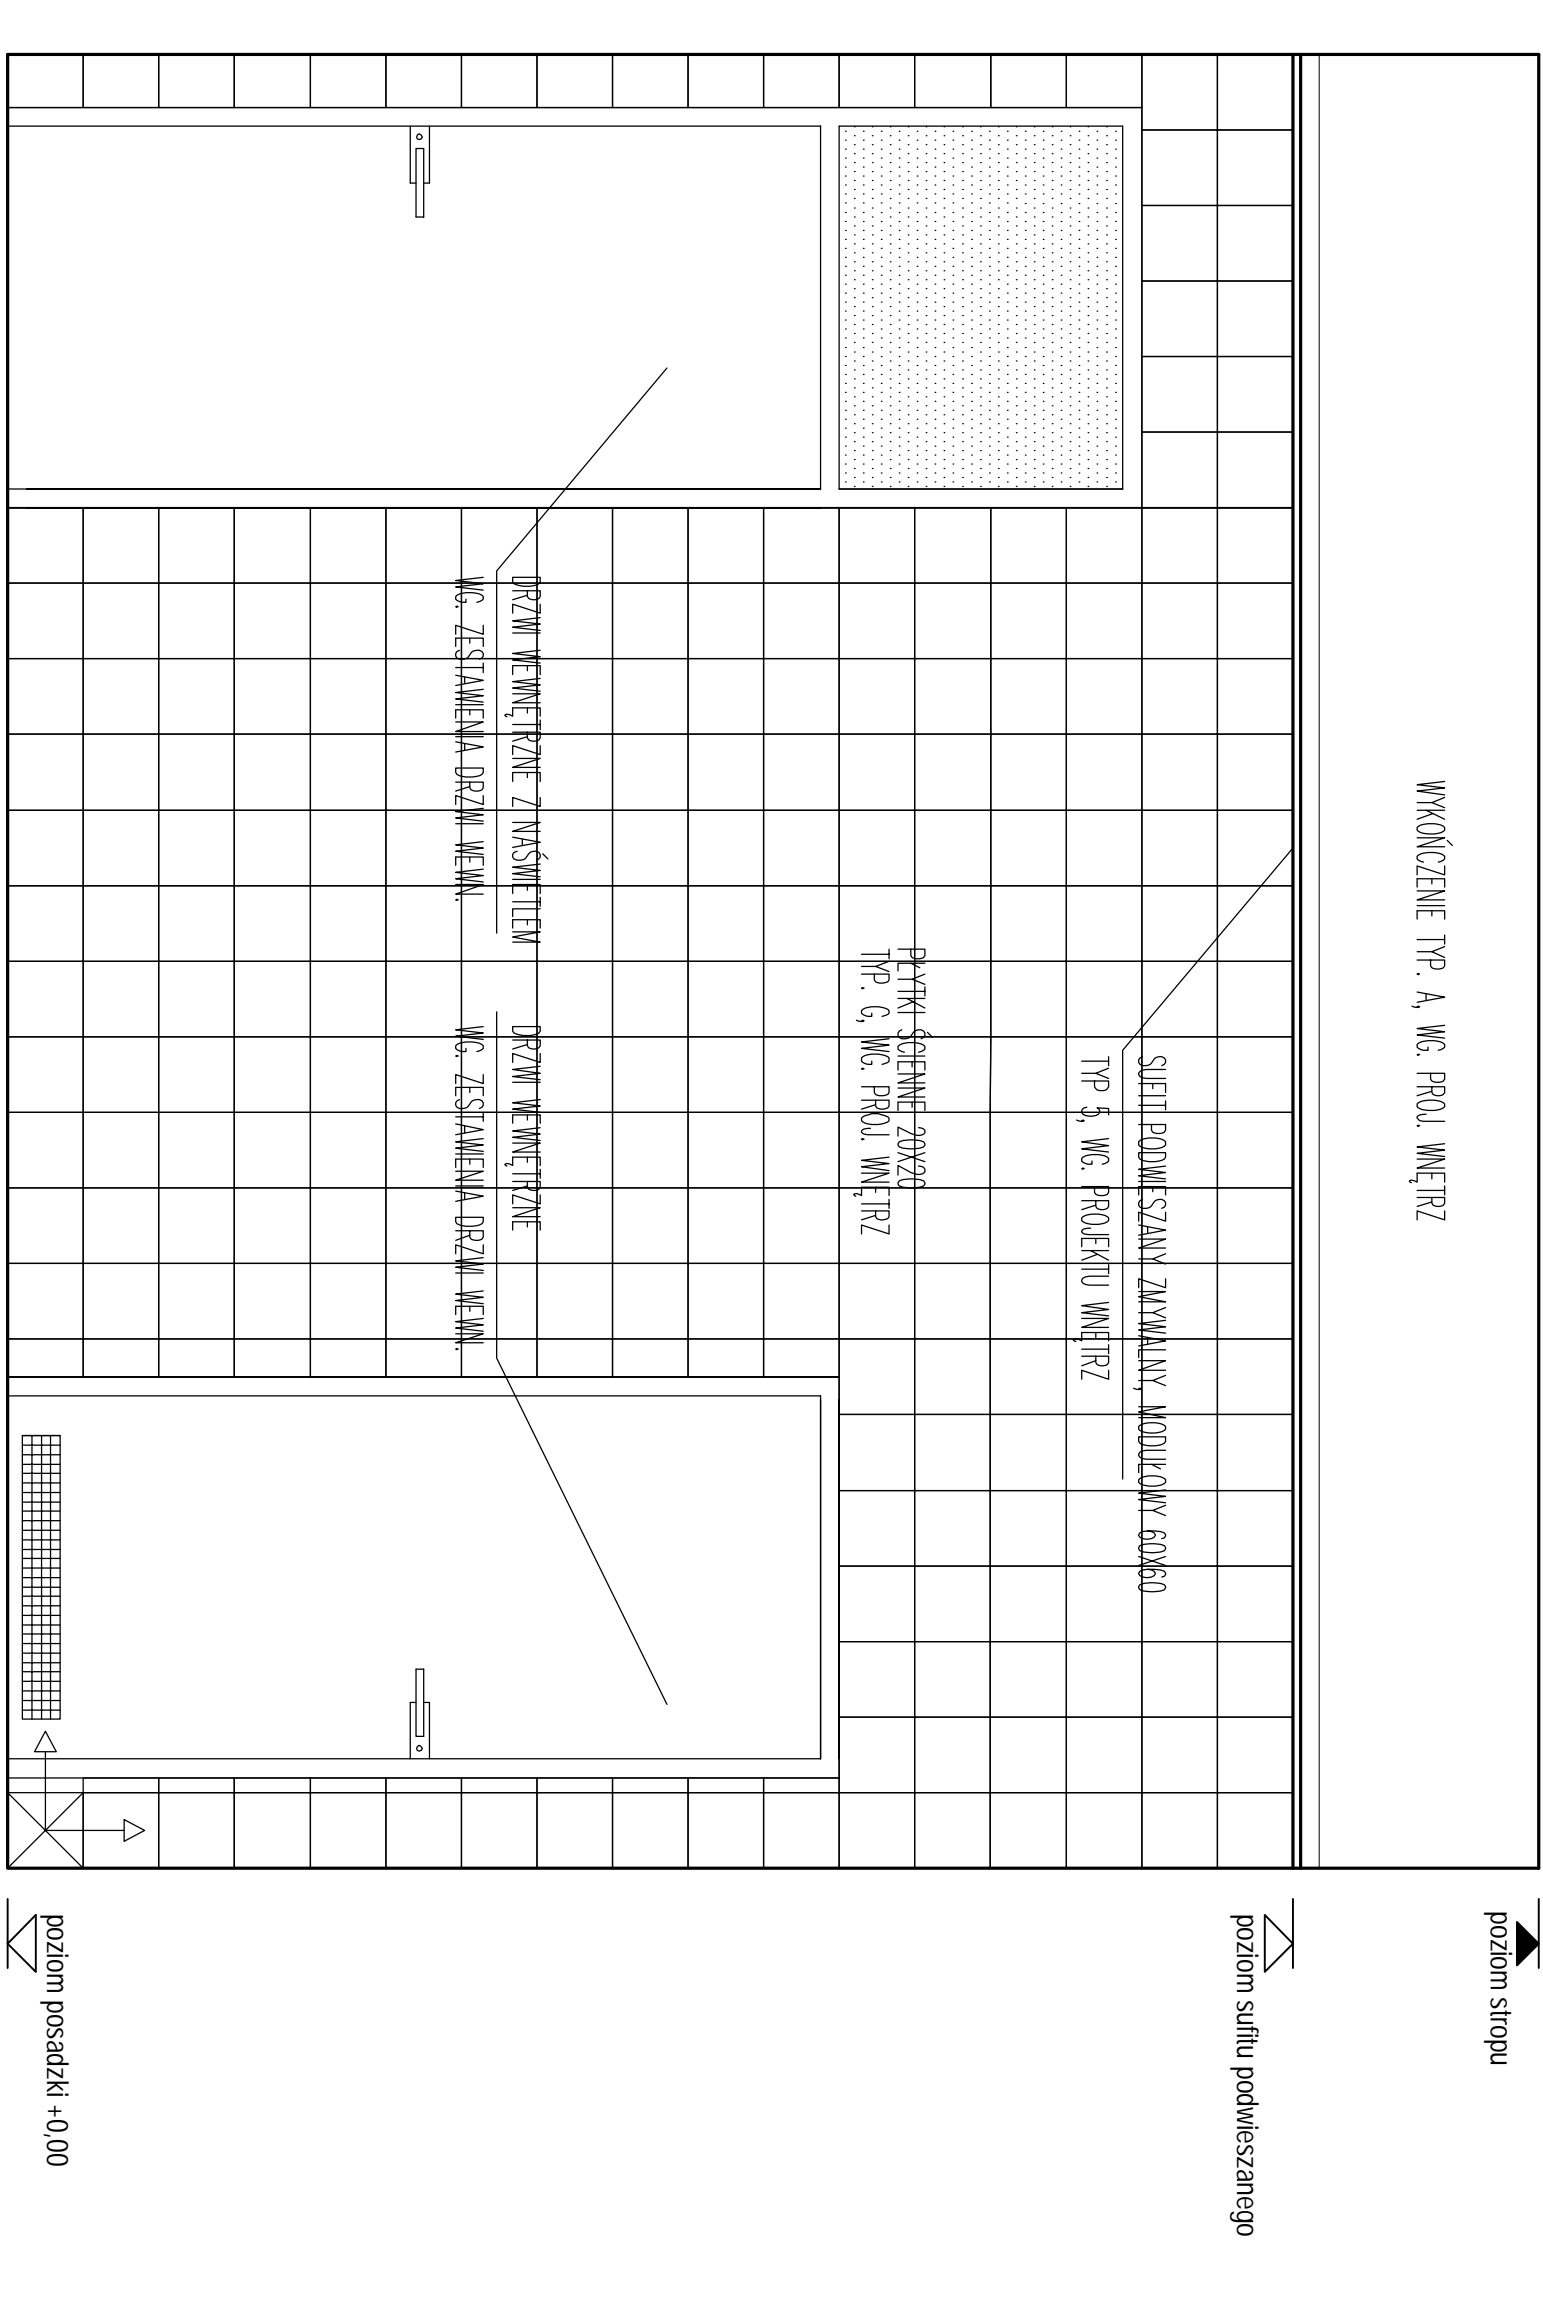 WYKOŃCZENIE TYP. A, WG. PROJ. WNĘTRZ
SUFIT PODWIESZANY ZMYWALNY, MODUŁOWY 60X60
TYP 5, WG. PROJEKTU WNĘTRZ
PŁYTKI ŚCIENNE 20X20
TYP. G, WG. PROJ. WNĘTRZ
DRZWI WEWNĘTRZNE Z NAŚWIETLEM
WG. ZESTAWIENIA DRZWI WEWN.
DRZWI WEWNĘTRZNE
WG. ZESTAWIENIA DRZWI WEWN.
poziom stropu
poziom sufitu podwieszanego
poziom posadzki +0,00